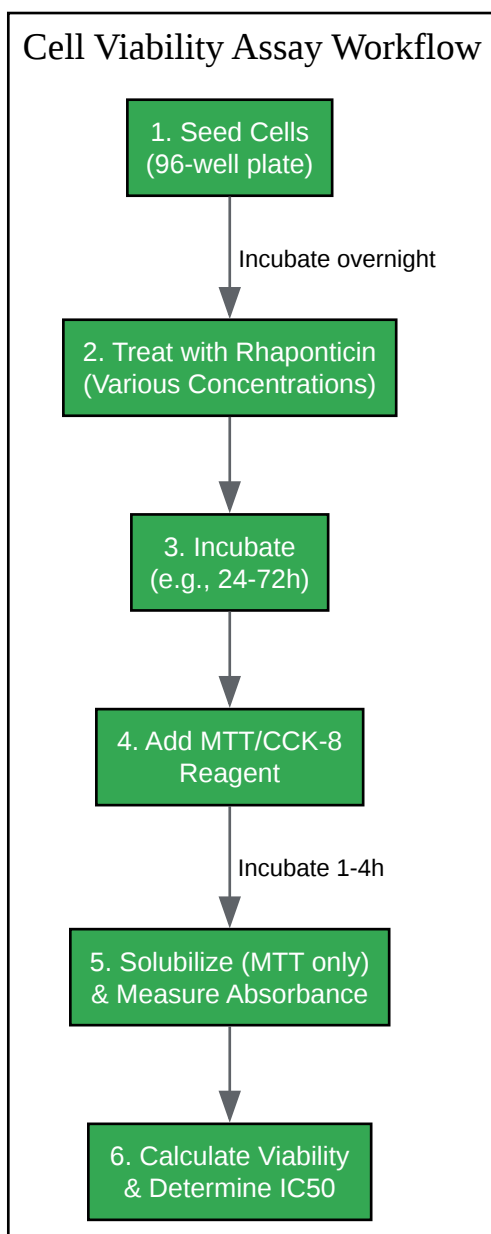 Cell Viability Assay Workflow
1. Seed Cells
(96-well plate)
Incubate overnight
2. Treat with Rhaponticin
(Various Concentrations)
3. Incubate
(e.g., 24-72h)
4. Add MTT/CCK-8
Reagent
Incubate 1-4h
5. Solubilize (MTT only)
& Measure Absorbance
6. Calculate Viability
& Determine IC50